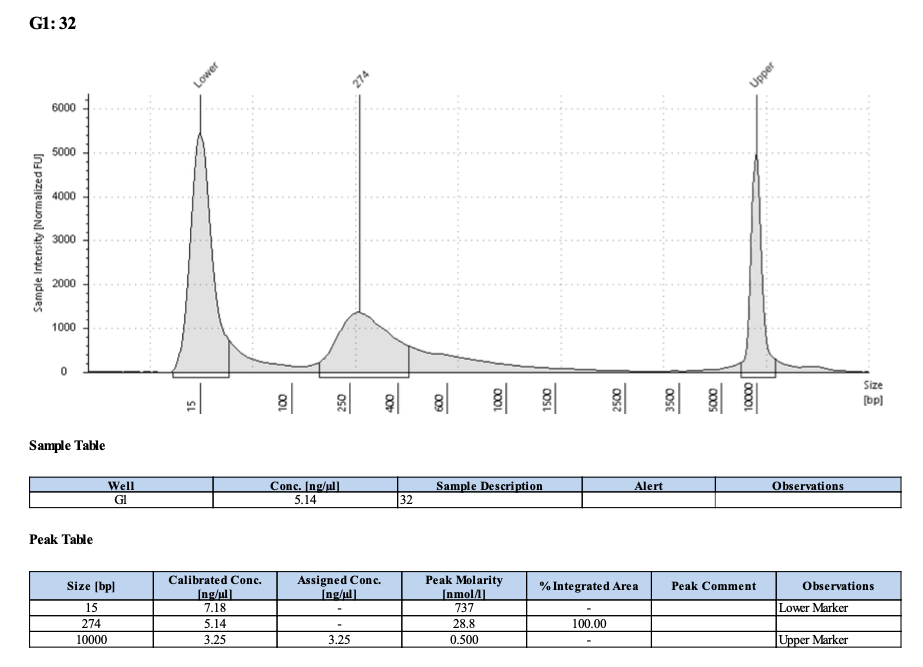 G1: 32
Lower
274
Upper
6000
5000
4000
3000
2000
1000
0
Sample Intensity [Normalized FU]
15
100
250
400
600
1000
1500
2500
3500
5000
10000
Size
[bp]
Sample Table
Well Conc. [ng/µl] Sample Description Alert Observations
G1 5.14 32
Peak Table
Size [bp] Calibrated Conc. [ng/µl] Assigned Conc. [ng/µl] Peak Molarity [nmol/l] % Integrated Area Peak Comment Observations
15 7.18 - 737 - Lower Marker
274 5.14 - 28.8 100.00
10000 3.25 3.25 0.500 - Upper Marker